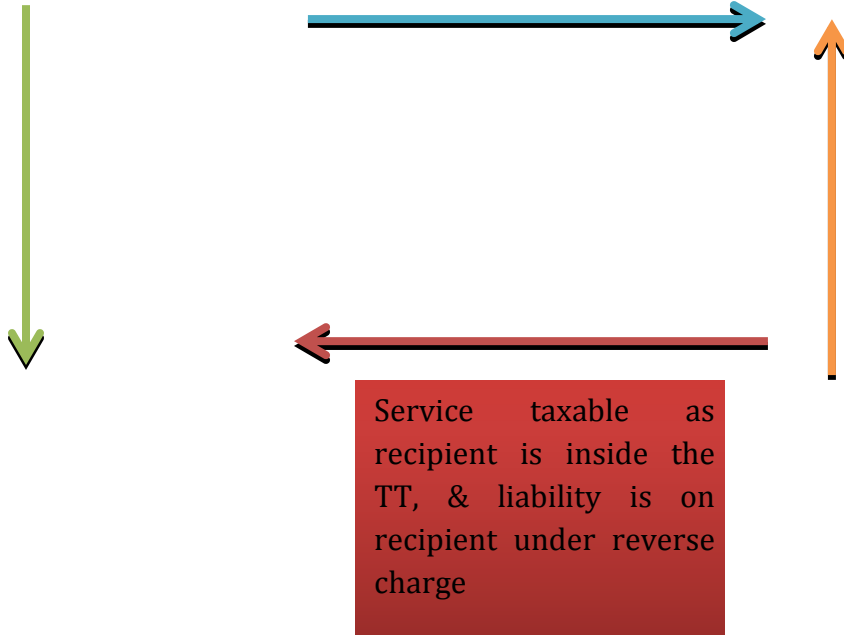 Service taxable as
recipient is inside the
TT, & liability is on
recipient under reverse
charge